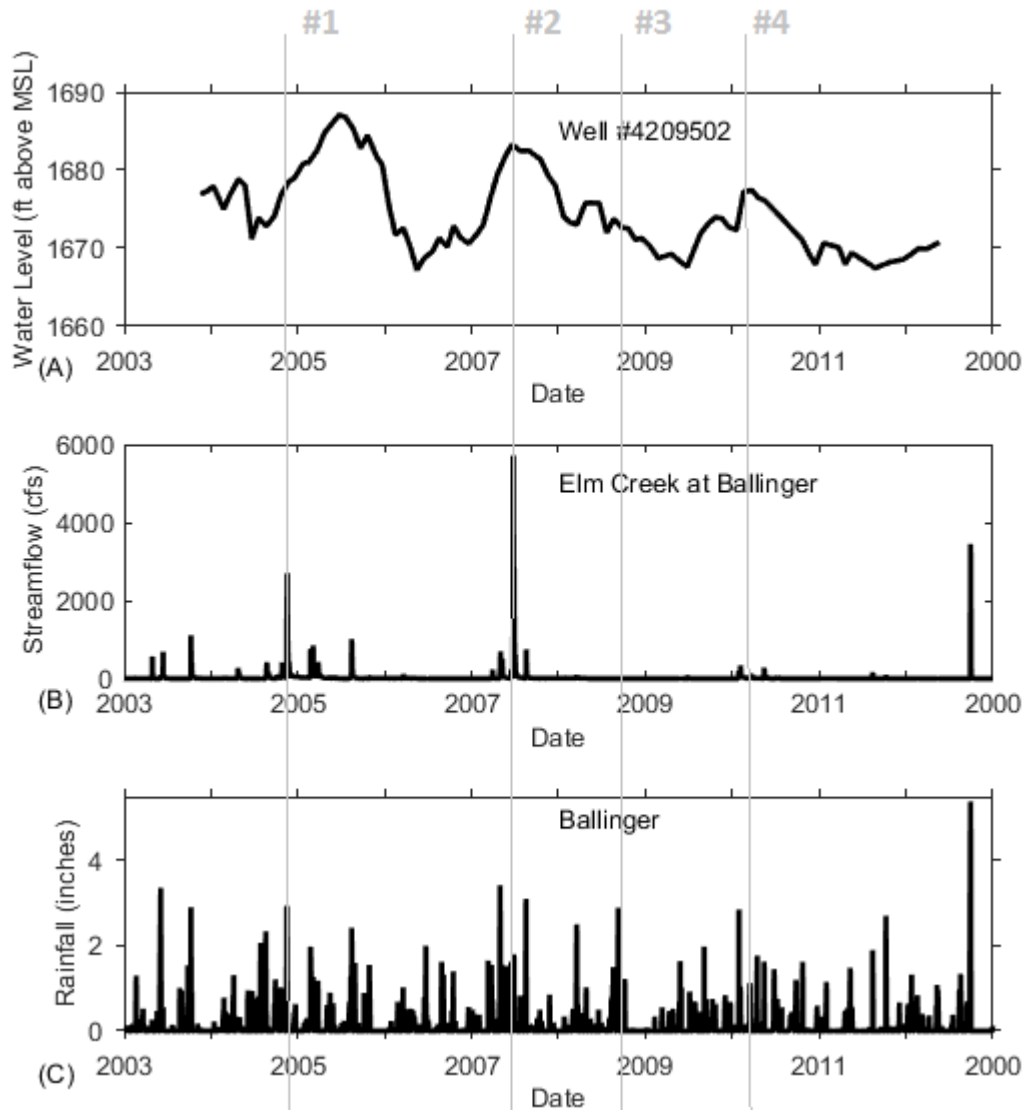 #1 #2 #3 #4
Water Level (ft above MSL)
1690
1680
1670
1660
Well #4209502
2003 2005 2007 2009 2011 2000
(A)
Date
Streamflow (cfs)
6000
4000
2000
0
Elm Creek at Ballinger
2003 2005 2007 2009 2011 2000
(B)
Date
Rainfall (inches)
4
2
0
Ballinger
2003 2005 2007 2009 2011 2000
(C)
Date